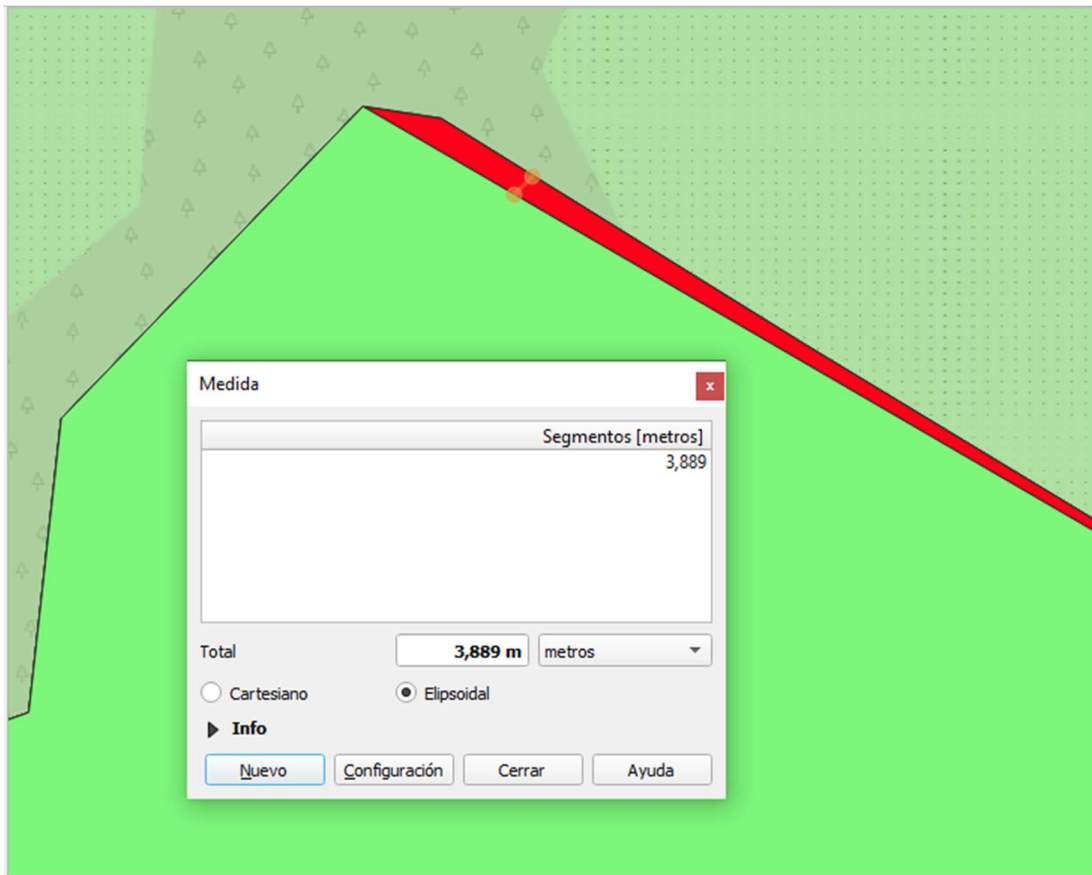 Medida
x
Segmentos [metros]
3,889
Total 3,889 m metros
Cartesiano Elipsoidal
Info
Nuevo Configuración Cerrar Ayuda